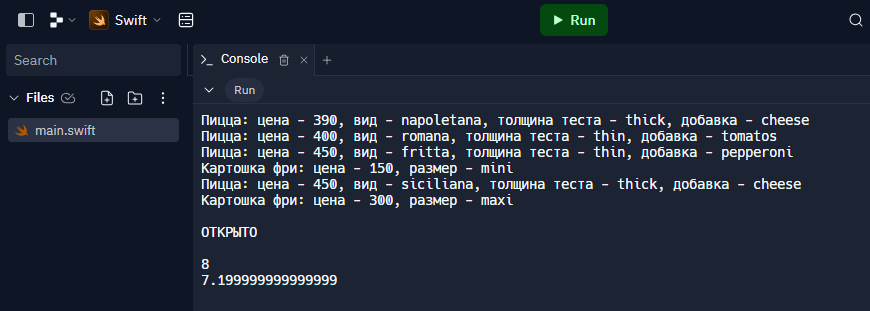 Swift
Run
Search
Console
Files
Run
main.swift
Пицца: цена - 390, вид - napoletana, толщина теста - thick, добавка - cheese
Пицца: цена - 400, вид - romana, толщина теста - thin, добавка - tomatos
Пицца: цена - 450, вид - fritta, толщина теста - thin, добавка - pepperoni
Картошка фри: цена - 150, размер - mini
Пицца: цена - 450, вид - siciliana, толщина теста - thick, добавка - cheese
Картошка фри: цена - 300, размер - maxi
ОТКРЫТО
8
7.199999999999999